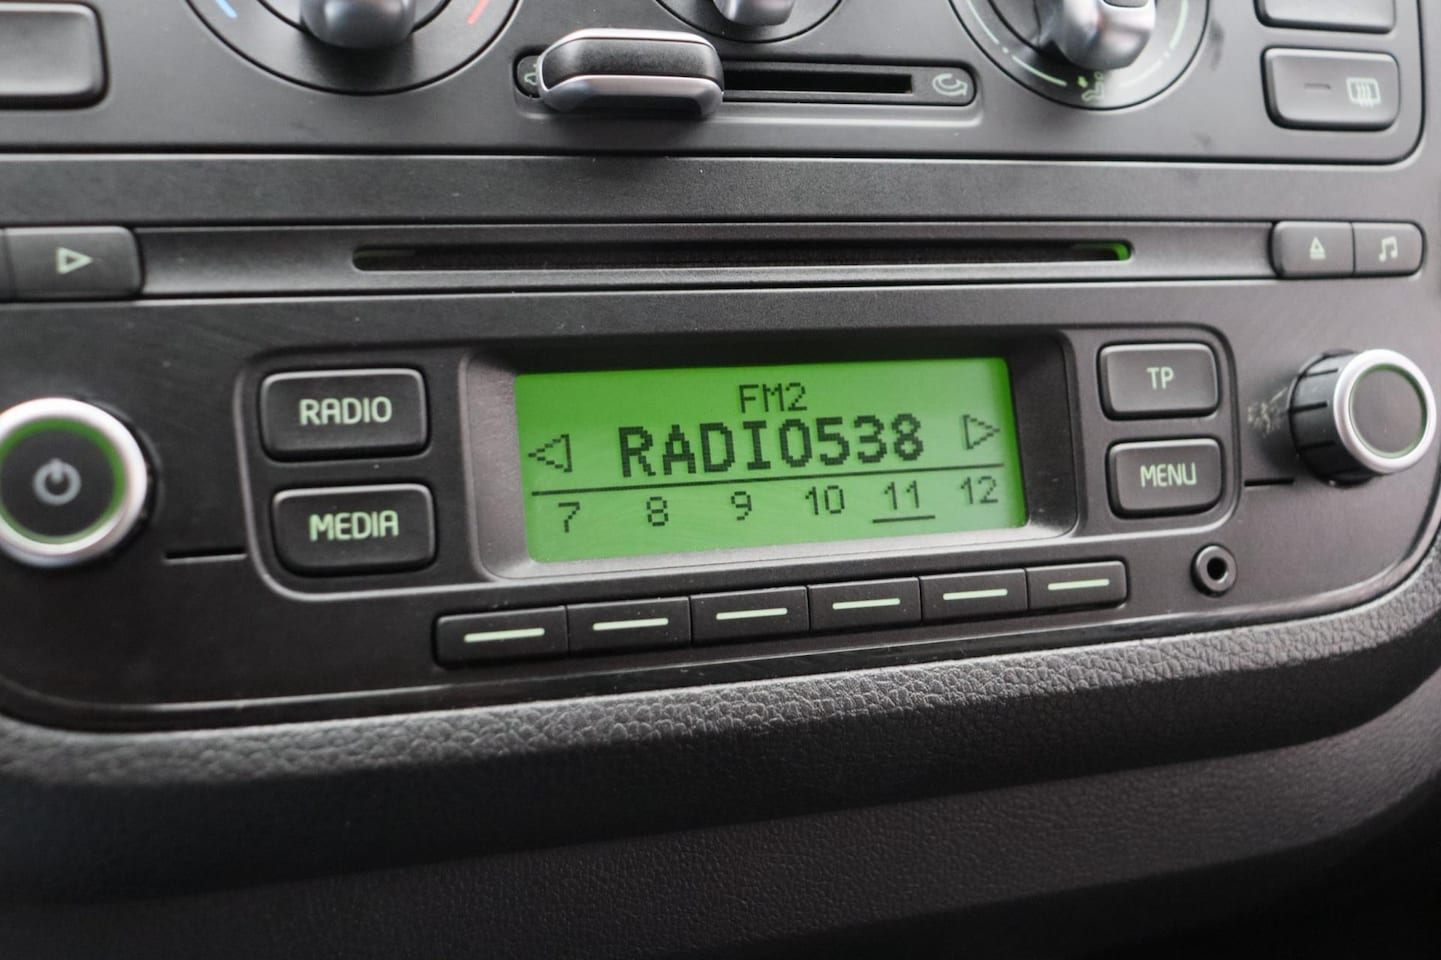 FM2
RADIO
RADIO538
TP
MEDIA
7 8 9 10 11 12
MENU